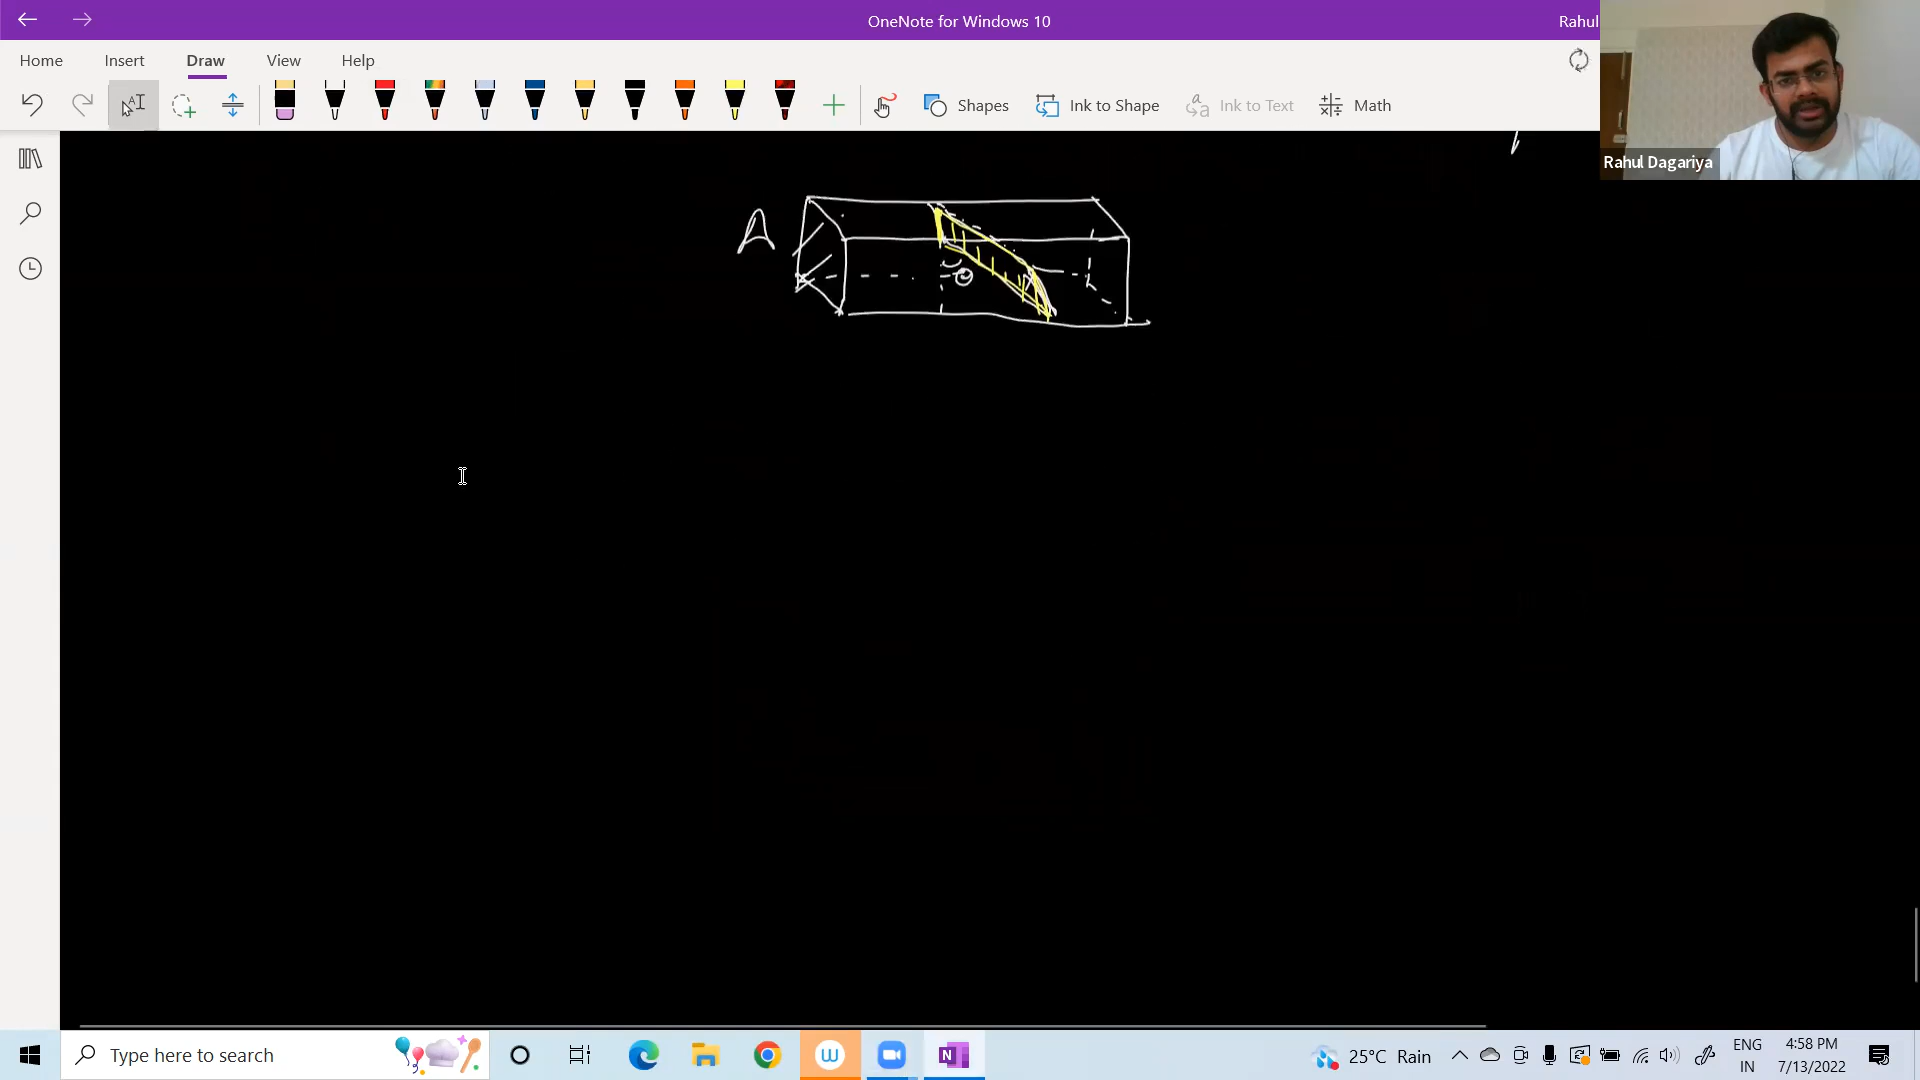 OneNote for Windows 10
Rahul
Home Insert Draw View Help
Shapes Ink to Shape Ink to Text Math
Rahul Dagariya
A
θ
Type here to search
25°C Rain
ENG
IN
4:58 PM
7/13/2022